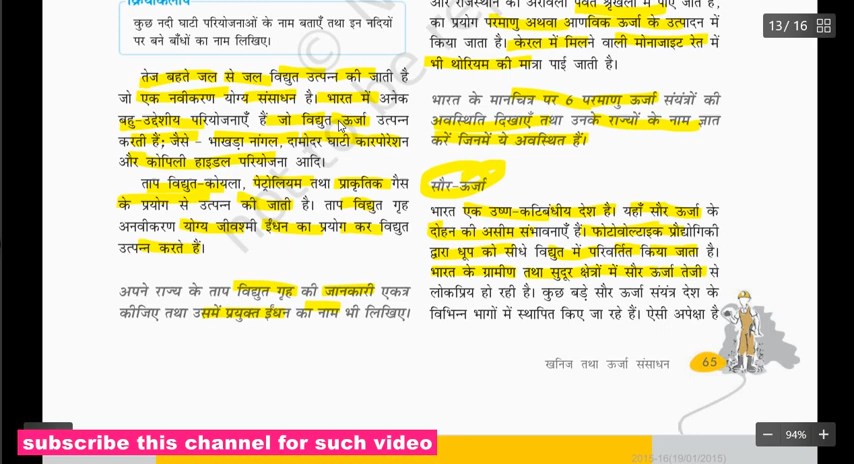 क्रियाकलाप
कुछ नदी घाटी परियोजनाओं के नाम बताएँ तथा इन नदियों
पर बने बाँधों का नाम लिखिए।
तेज बहते जल से जल विद्युत उत्पन्न की जाती है
जो एक नवीकरण योग्य संसाधन है। भारत में अनेक
बहु-उद्देशीय परियोजनाएँ हैं जो विद्युत ऊर्जा उत्पन्न
करती हैं; जैसे - भाखड़ा नांगल, दामोदर घाटी कारपोरेशन
और कोपिली हाइडल परियोजना आदि।
ताप विद्युत-कोयला, पेट्रोलियम तथा प्राकृतिक गैस
के प्रयोग से उत्पन्न की जाती है। ताप विद्युत गृह
अनवीकरण योग्य जीवश्मी ईंधन का प्रयोग कर विद्युत
उत्पन्न करते हैं।
अपने राज्य के ताप विद्युत गृह की जानकारी एकत्र
कीजिए तथा उसमें प्रयुक्त ईंधन का नाम भी लिखिए।
और राजस्थान की अरावली पर्वत श्रृंखला में पाए जाते हैं,
का प्रयोग परमाणु अथवा आणविक ऊर्जा के उत्पादन में
किया जाता है। केरल में मिलने वाली मोनाजाइट रेत में
भी थोरियम की मात्रा पाई जाती है।
भारत के मानचित्र पर 6 परमाणु ऊर्जा संयंत्रों की
अवस्थिति दिखाएँ तथा उनके राज्यों के नाम ज्ञात
करें जिनमें ये अवस्थित हैं।
सौर-ऊर्जा
भारत एक उष्ण-कटिबंधीय देश है। यहाँ सौर ऊर्जा के
दोहन की असीम संभावनाएँ हैं। फोटोवोल्टाइक प्रौद्योगिकी
द्वारा धूप को सीधे विद्युत में परिवर्तित किया जाता है।
भारत के ग्रामीण तथा सुदूर क्षेत्रों में सौर ऊर्जा तेजी से
लोकप्रिय हो रही है। कुछ बड़े सौर ऊर्जा संयंत्र देश के
विभिन्न भागों में स्थापित किए जा रहे हैं। ऐसी अपेक्षा है
खनिज तथा ऊर्जा संसाधन 65
13/16
94%
subscribe this channel for such video
2015-16(19/01/2015)